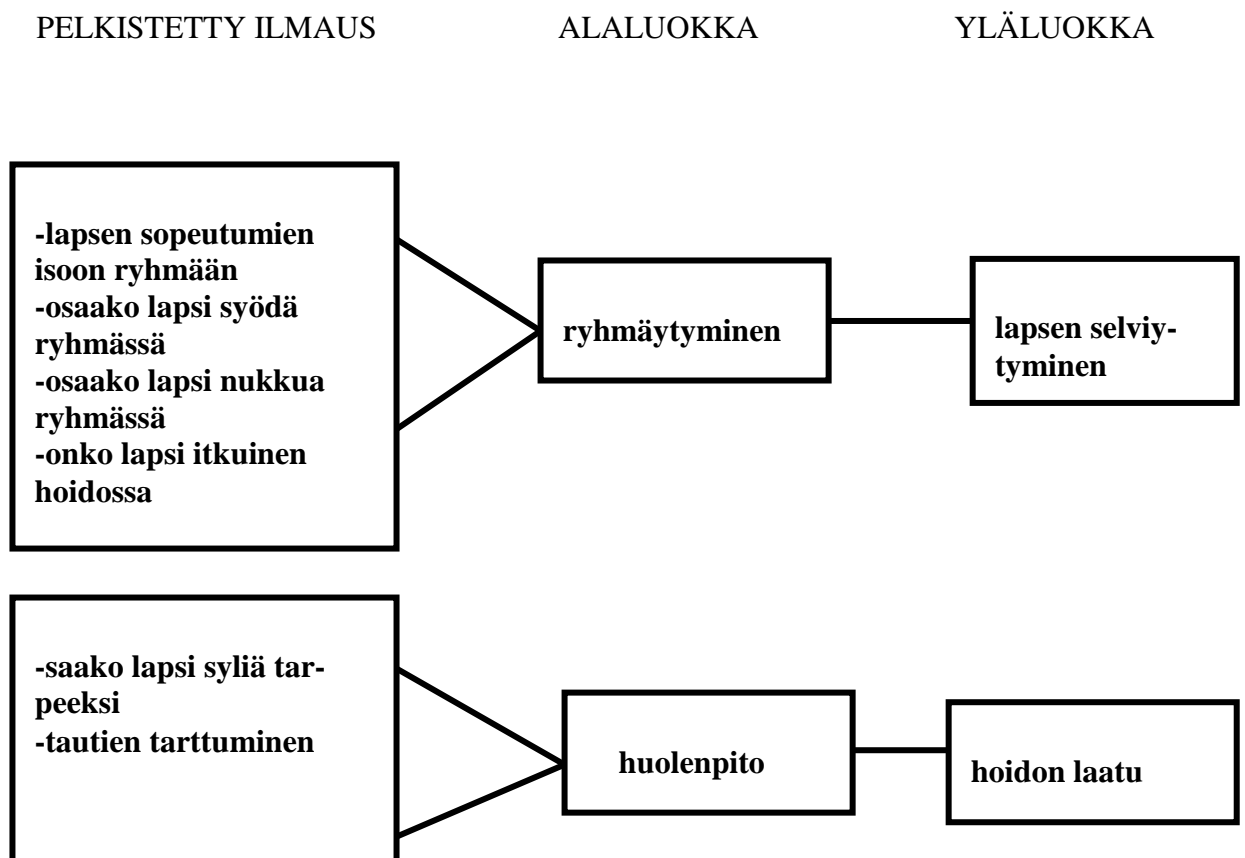 PELKISTETTY ILMAUS ALALUOKKA YLÄLUOKKA
-lapsen sopeutumien
isoon ryhmään
-osaako lapsi syödä
ryhmässä
-osaako lapsi nukkua
ryhmässä
-onko lapsi itkuinen
hoidossa
ryhmäytyminen
lapsen selviy-
tyminen
-saako lapsi syliä tar-
peeksi
-tautien tarttuminen
huolenpito
hoidon laatu